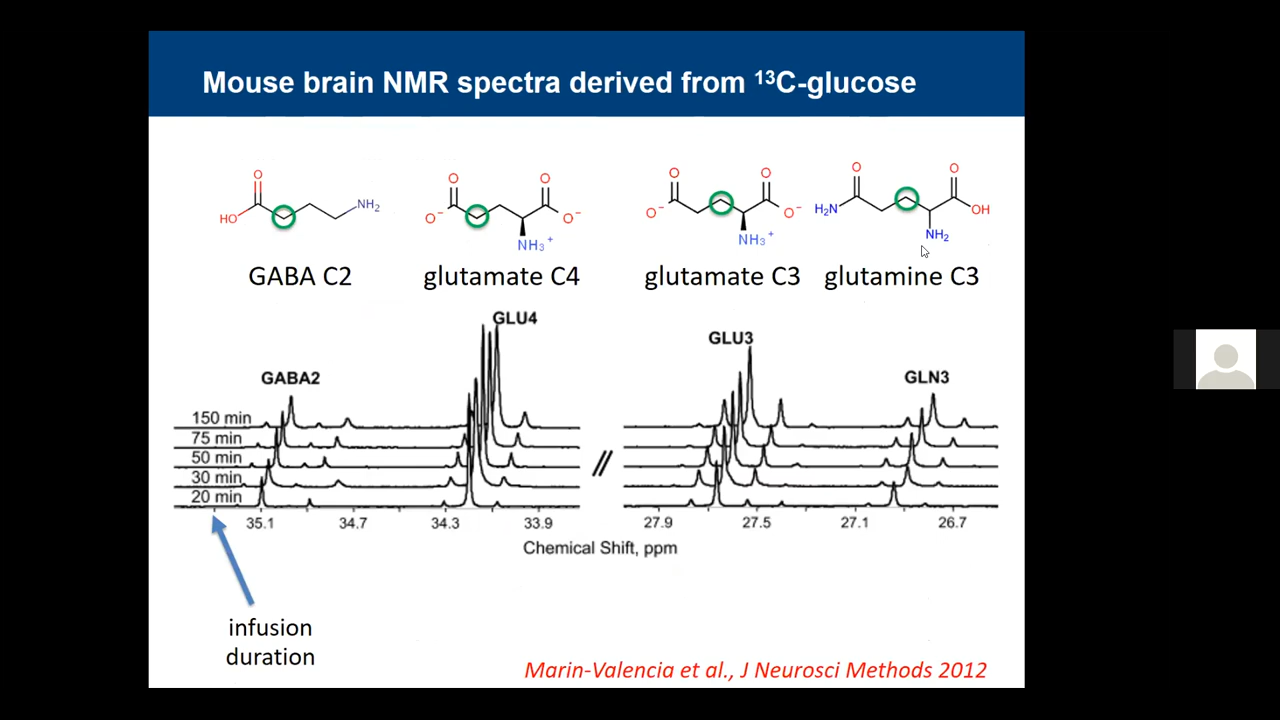 Mouse brain NMR spectra derived from ¹³C-glucose
O
HO
NH₂
O
O
O⁻
O⁻
NH₃⁺
O
O
O⁻
O⁻
NH₃⁺
O
O
H₂N
OH
NH₂
GABA C2
glutamate C4
glutamate C3
glutamine C3
GABA2
GLU4
GLU3
GLN3
150 min
75 min
50 min
30 min
20 min
35.1 34.7 34.3 33.9 27.9 27.5 27.1 26.7
Chemical Shift, ppm
infusion
duration
Marin-Valencia et al., J Neurosci Methods 2012